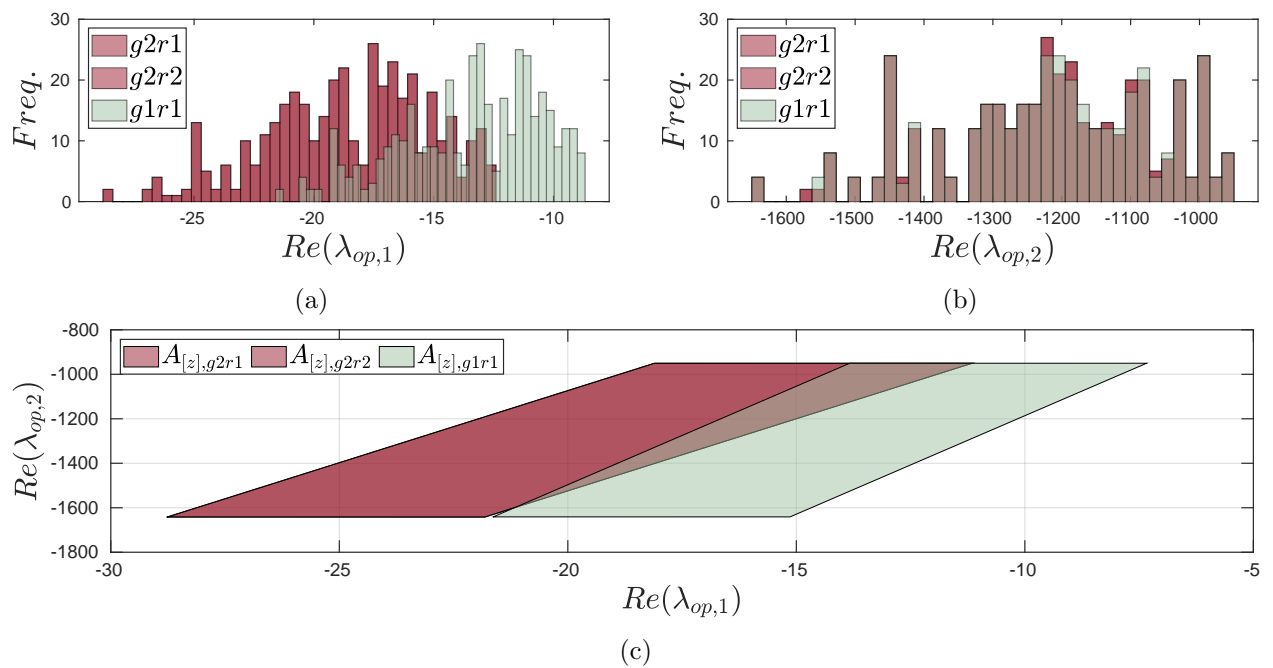 30
20
10
0
Freq.
g2r1
g2r2
g1r1
-25
-20
-15
-10
Re(λop,1)
(a)
30
20
10
0
Freq.
g2r1
g2r2
g1r1
-1600
-1500
-1400
-1300
-1200
-1100
-1000
Re(λop,2)
(b)
-800
-1000
-1200
-1400
-1600
-1800
Re(λop,2)
A[z],g2r1 A[z],g2r2 A[z],g1r1
-30
-25
-20
-15
-10
-5
Re(λop,1)
(c)